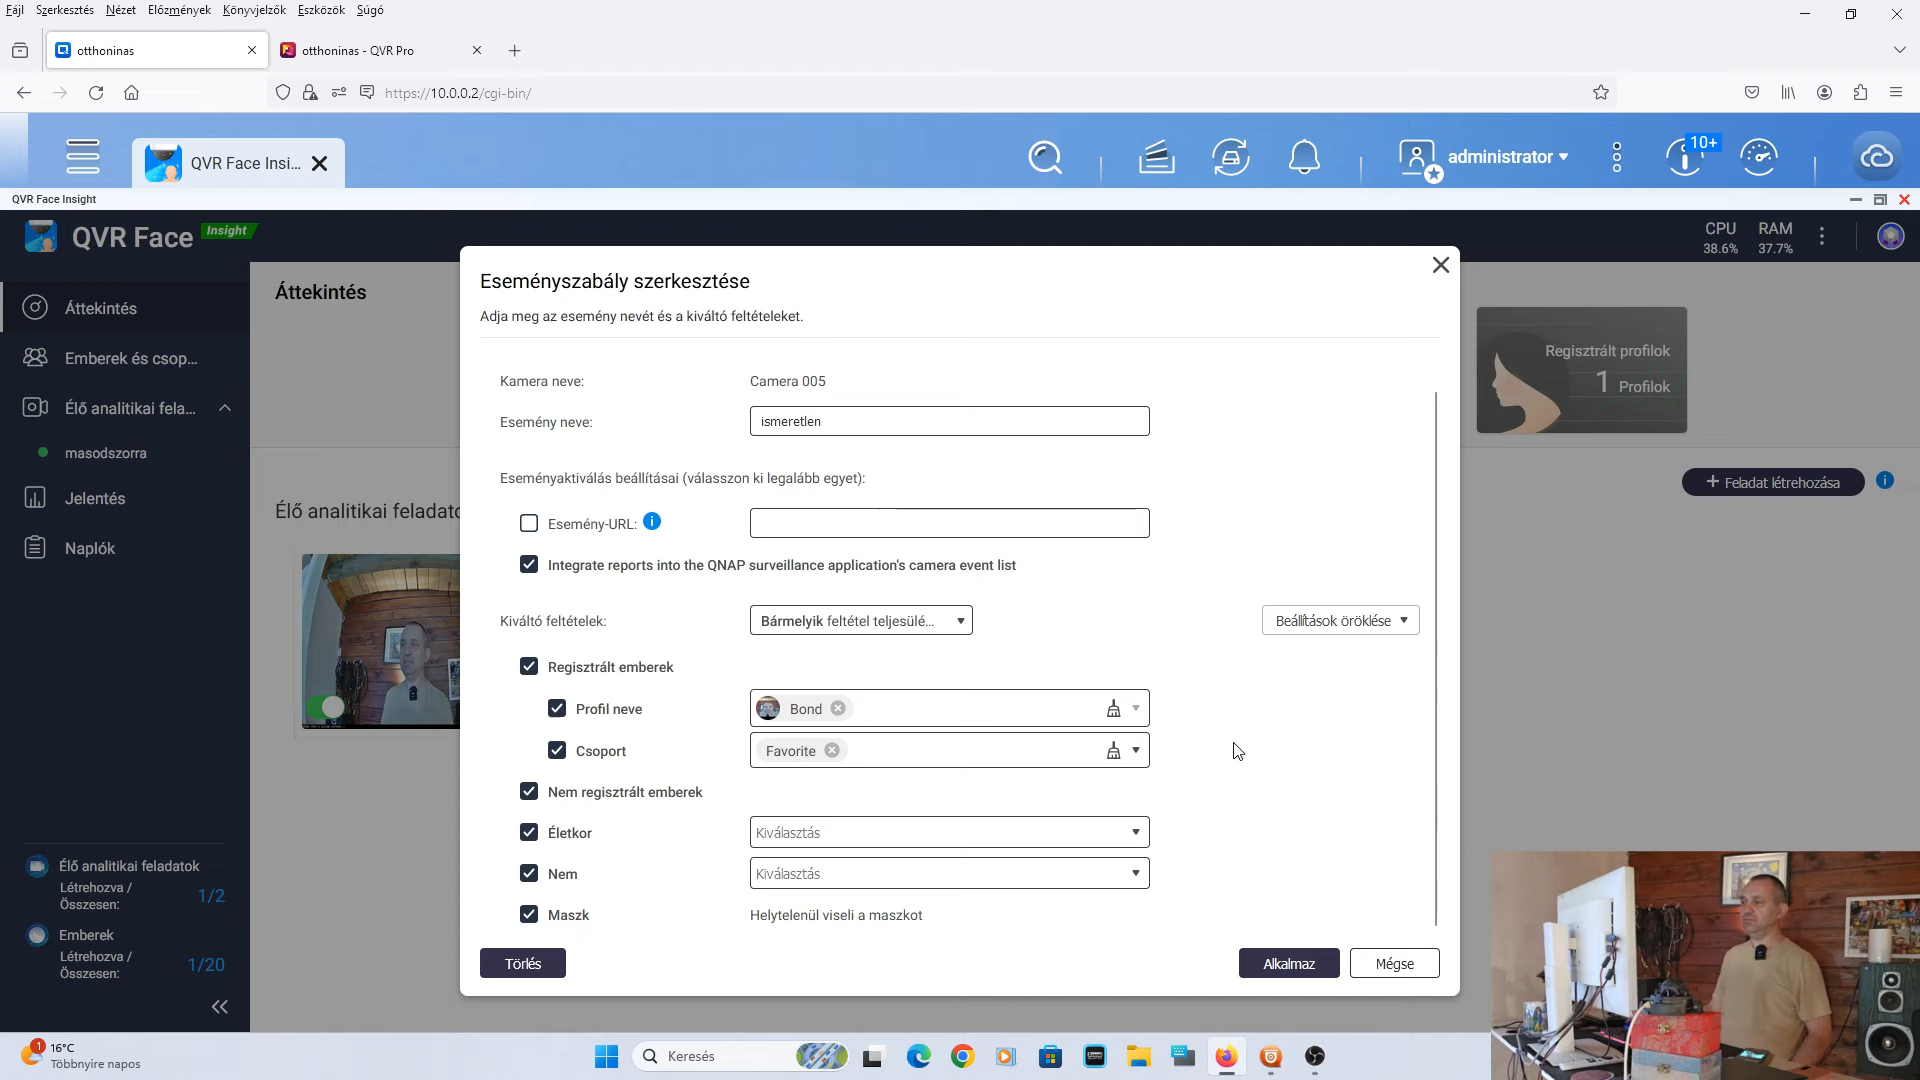 Fájl Szerkesztés Nézet Előzmények Könyvjelzők Eszközök Súgó
otthoninas
otthoninas - QVR Pro
https://10.0.0.2/cgi-bin/
QVR Face Insi...
administrator
10+
QVR Face Insight
QVR Face Insight
CPU
38.6%
RAM
37.7%
Áttekintés
Emberek és csop...
Élő analitikai fela...
masodszorra
Jelentés
Naplók
Élő analitikai feladatok
Létrehozva /
Összesen:
1/2
Emberek
Létrehozva /
Összesen:
1/20
Áttekintés
Regisztrált profilok
1 Profilok
+ Feladat létrehozása
Élő analitikai feladato
Eseményszabály szerkesztése
Adja meg az esemény nevét és a kiváltó feltételeket.
Kamera neve: Camera 005
Esemény neve: ismeretlen
Eseményaktiválás beállításai (válasszon ki legalább egyet):
Esemény-URL:
Integrate reports into the QNAP surveillance application's camera event list
Kiváltó feltételek: Bármelyik feltétel teljesülé... Beállítások öröklése
Regisztrált emberek
Profil neve Bond
Csoport Favorite
Nem regisztrált emberek
Életkor Kiválasztás
Nem Kiválasztás
Maszk Helytelenül viseli a maszkot
Törlés Alkalmaz Mégse
1
16°C
Többnyire napos
Keresés